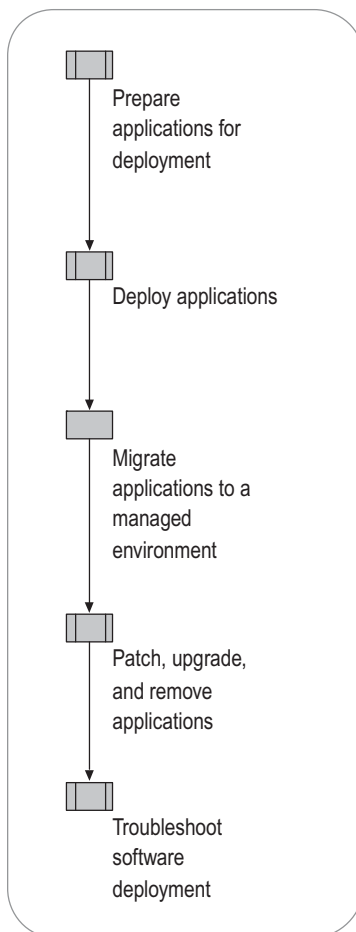 Prepare
applications for
deployment
Deploy applications
Migrate
applications to a
managed
environment
Patch, upgrade,
and remove
applications
Troubleshoot
software
deployment